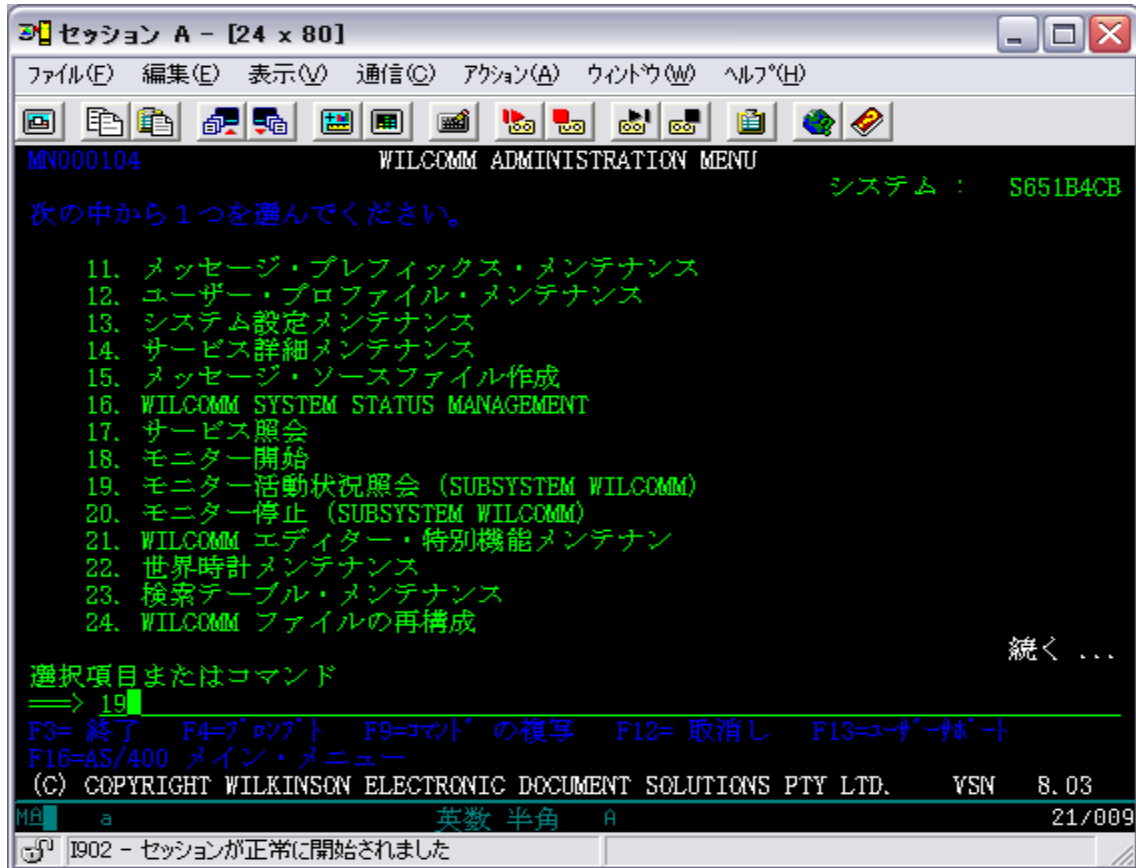 セッション A - [24 x 80]
ファイル(F) 編集(E) 表示(V) 通信(C) アクション(A) ウィンドウ(W) ヘルプ(H)
MN000104 WILCOMM ADMINISTRATION MENU
システム : S651B4CB
次の中から1つを選んでください。
11. メッセージ・プレフィックス・メンテナンス
12. ユーザー・プロファイル・メンテナンス
13. システム設定メンテナンス
14. サービス詳細メンテナンス
15. メッセージ・ソースファイル作成
16. WILCOMM SYSTEM STATUS MANAGEMENT
17. サービス照会
18. モニター開始
19. モニター活動状況照会 (SUBSYSTEM WILCOMM)
20. モニター停止 (SUBSYSTEM WILCOMM)
21. WILCOMM エディター・特別機能メンテナン
22. 世界時計メンテナンス
23. 検索テーブル・メンテナンス
24. WILCOMM ファイルの再構成
続く ...
選択項目またはコマンド
===> 19
F3= 終了 F4=プロンプト F9=コマンド の複写 F12= 取消し F13=ユーザーサポート
F16=AS/400 メイン・メニュー
(C) COPYRIGHT WILKINSON ELECTRONIC DOCUMENT SOLUTIONS PTY LTD. VSN 8.03
MA a 英数 半角 A 21/009
I902 - セッションが正常に開始されました